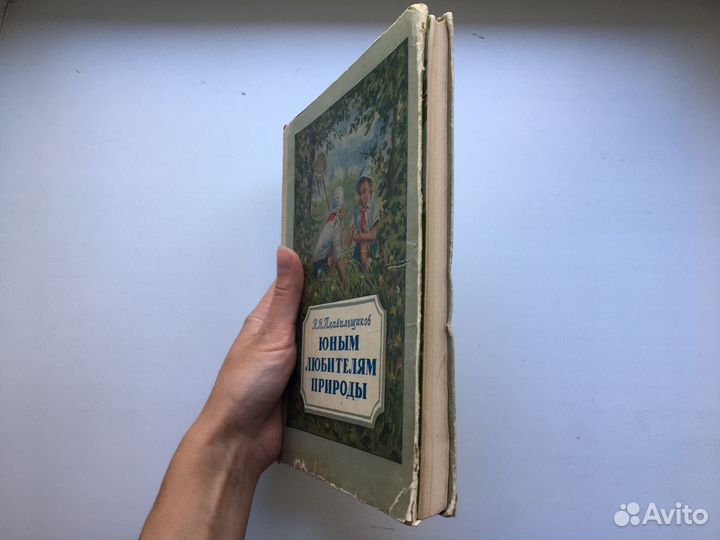 Н. Н. Плавильщиков
ЮНЫМ
ЛЮБИТЕЛЯМ
ПРИРОДЫ
Avito